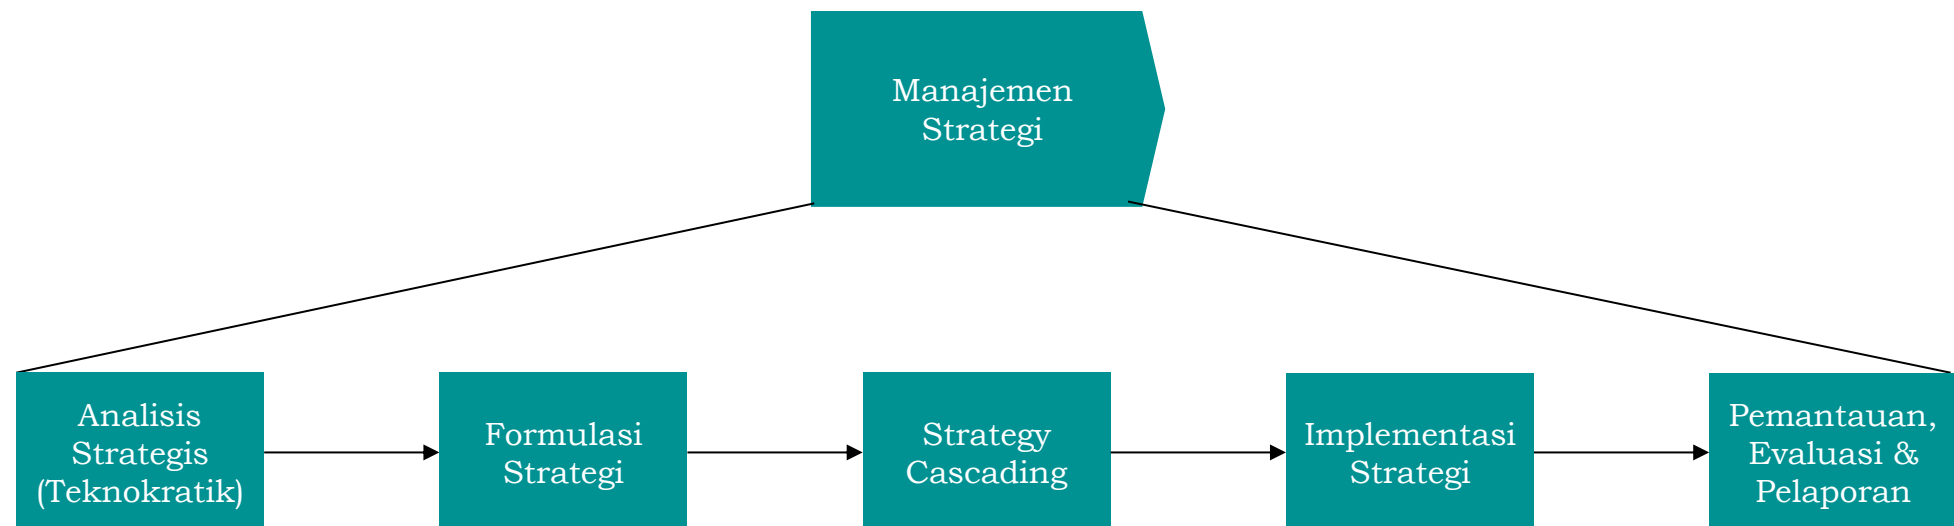 Manajemen
Strategi
Analisis
Strategis
(Teknokratik)
Formulasi
Strategi
Strategy
Cascading
Implementasi
Strategi
Pemantauan,
Evaluasi &
Pelaporan